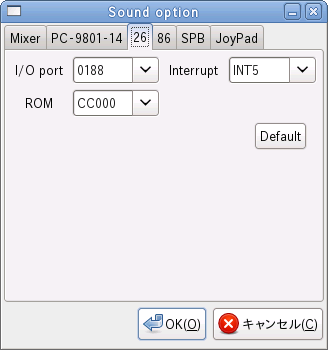 Sound option
Mixer PC-9801-14 26 86 SPB JoyPad
I/O port 0188 Interrupt INT5
ROM CC000
Default
OK(O) キャンセル(C)